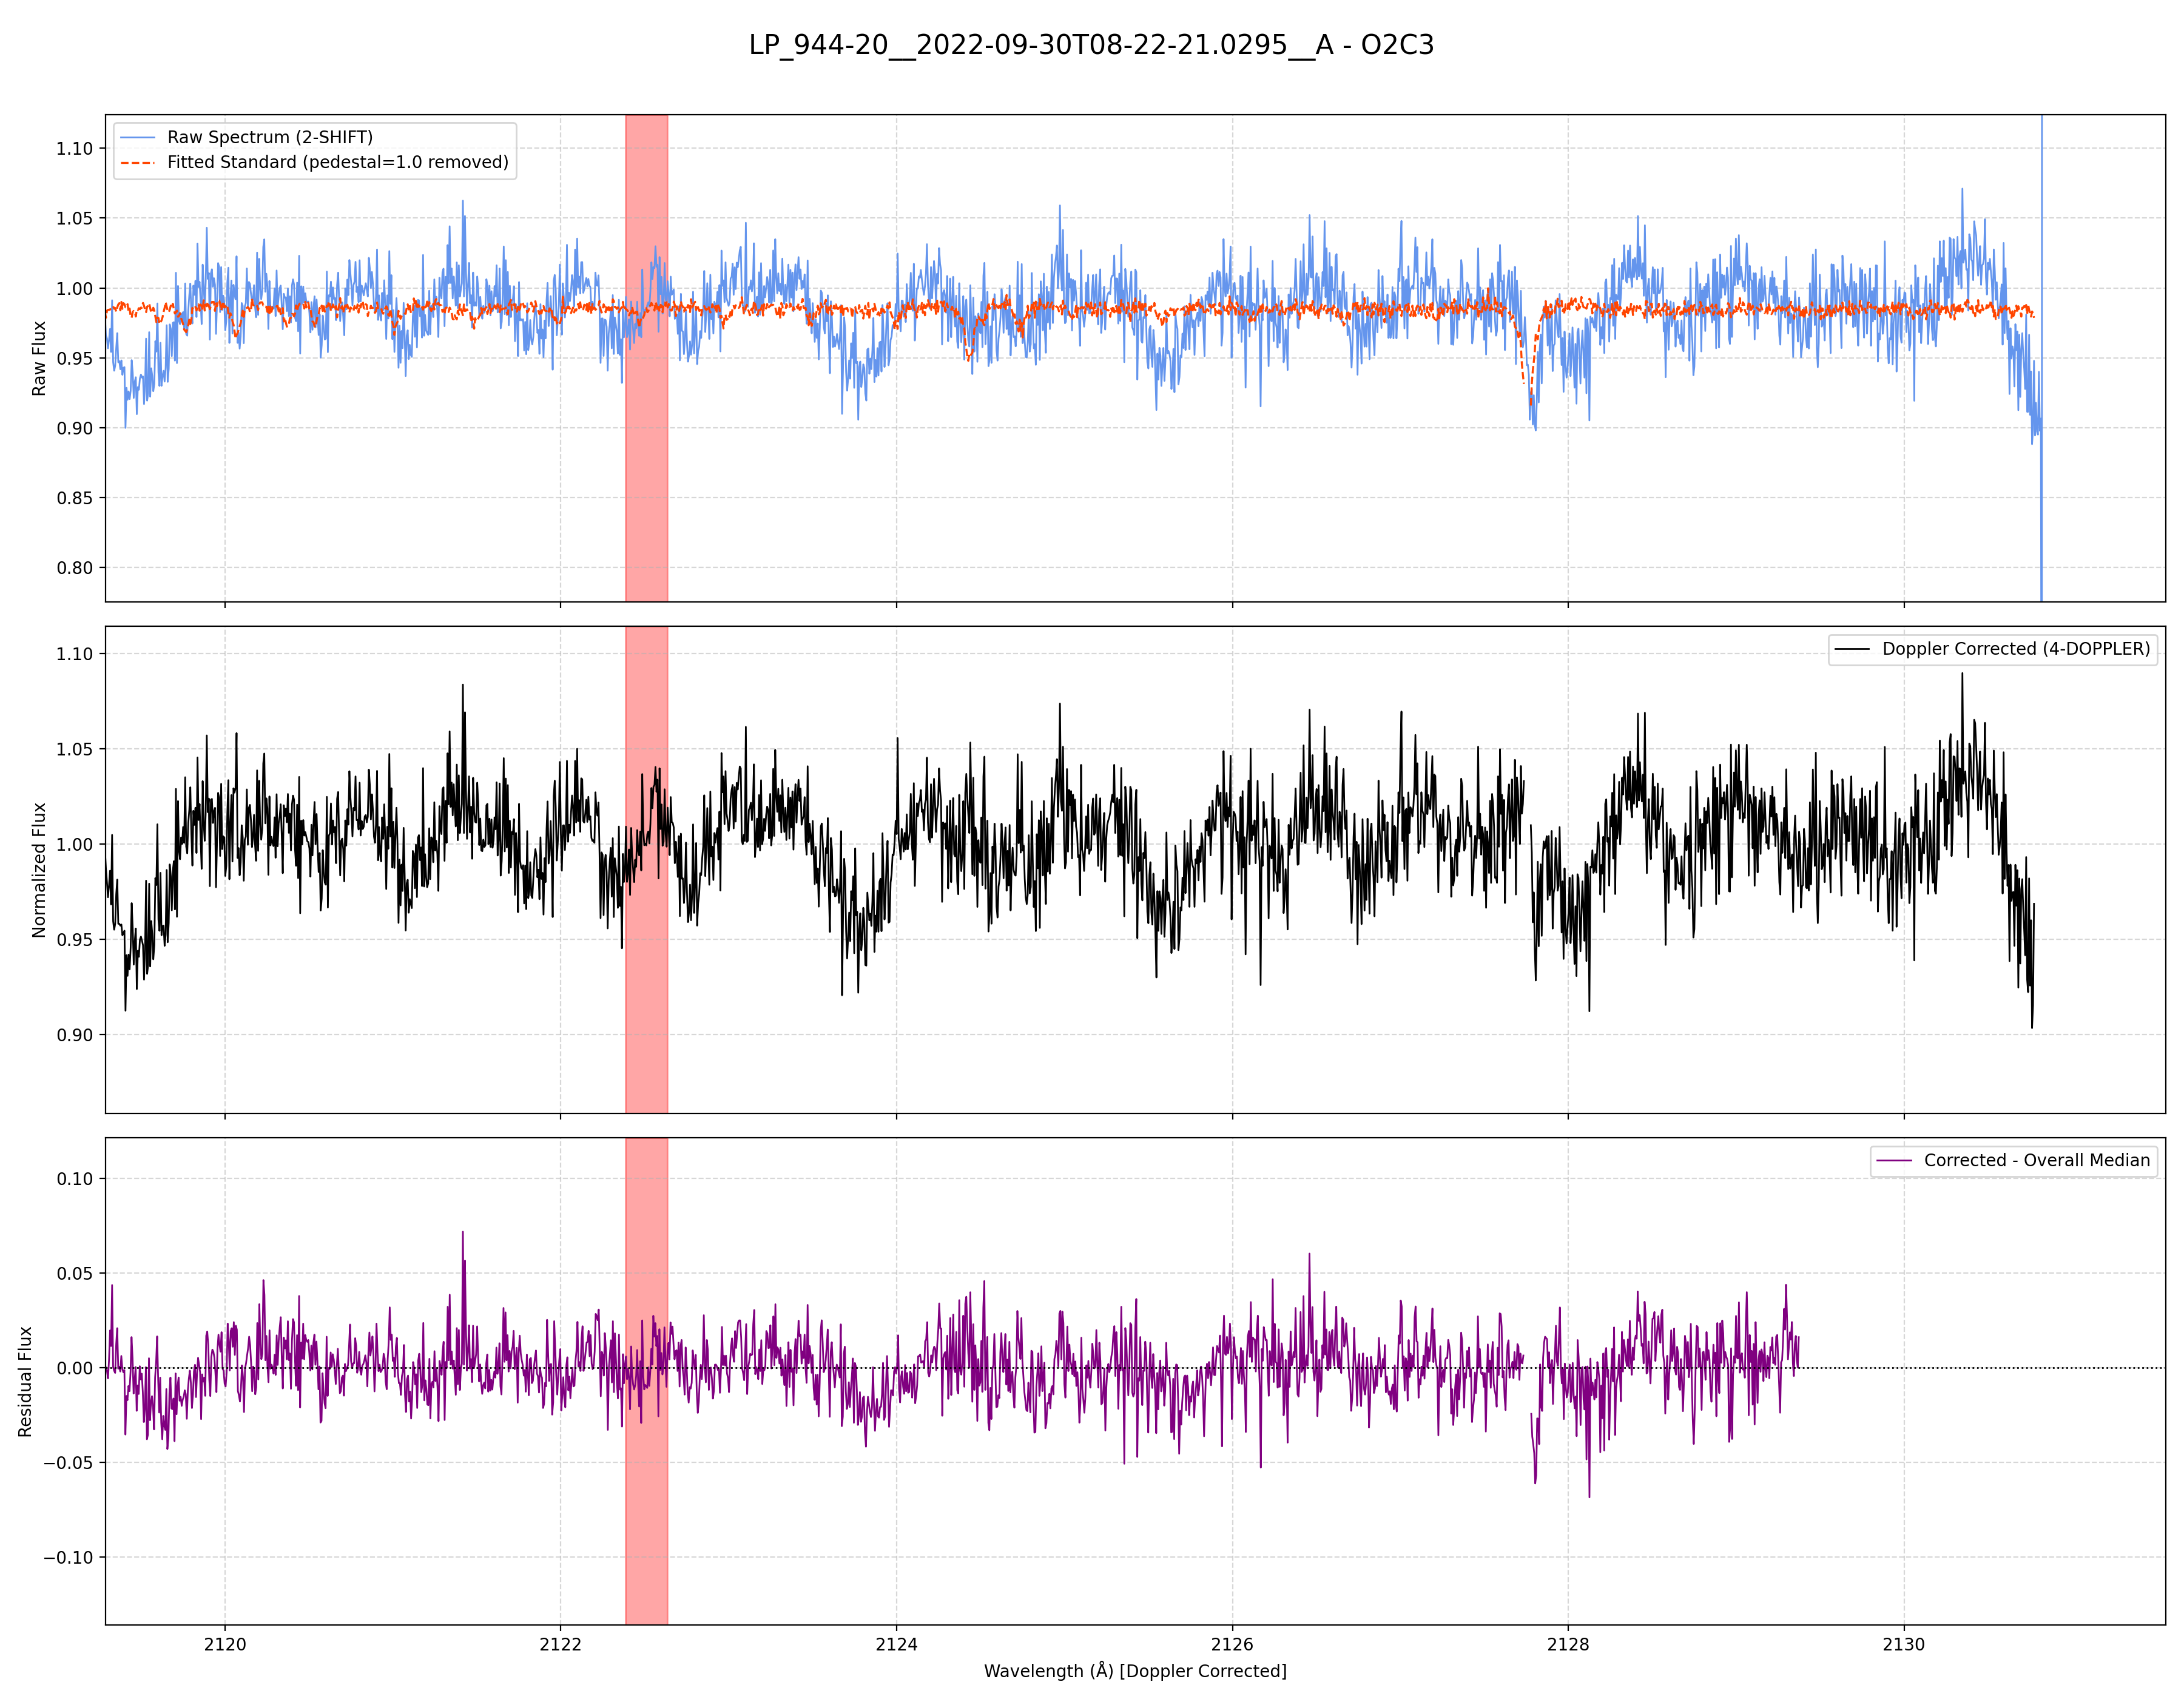 LP_944-20__2022-09-30T08-22-21.0295__A - O2C3
Raw Spectrum (2-SHIFT)
Fitted Standard (pedestal=1.0 removed)
1.10
1.05
1.00
0.95
0.90
0.85
0.80
Raw Flux
Doppler Corrected (4-DOPPLER)
1.10
1.05
1.00
0.95
0.90
Normalized Flux
Corrected - Overall Median
0.10
0.05
0.00
−0.05
−0.10
Residual Flux
2120 2122 2124 2126 2128 2130
Wavelength (Å) [Doppler Corrected]